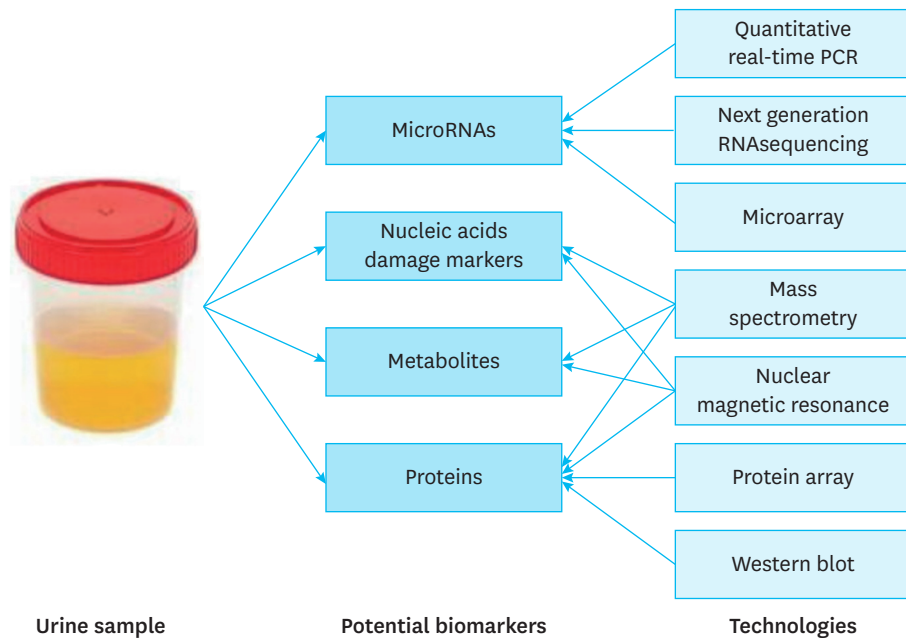 Quantitative
real-time PCR
MicroRNAs
Next generation
RNAsequencing
Microarray
Nucleic acids
damage markers
Mass
spectrometry
Metabolites
Nuclear
magnetic resonance
Proteins
Protein array
Western blot
Urine sample
Potential biomarkers
Technologies